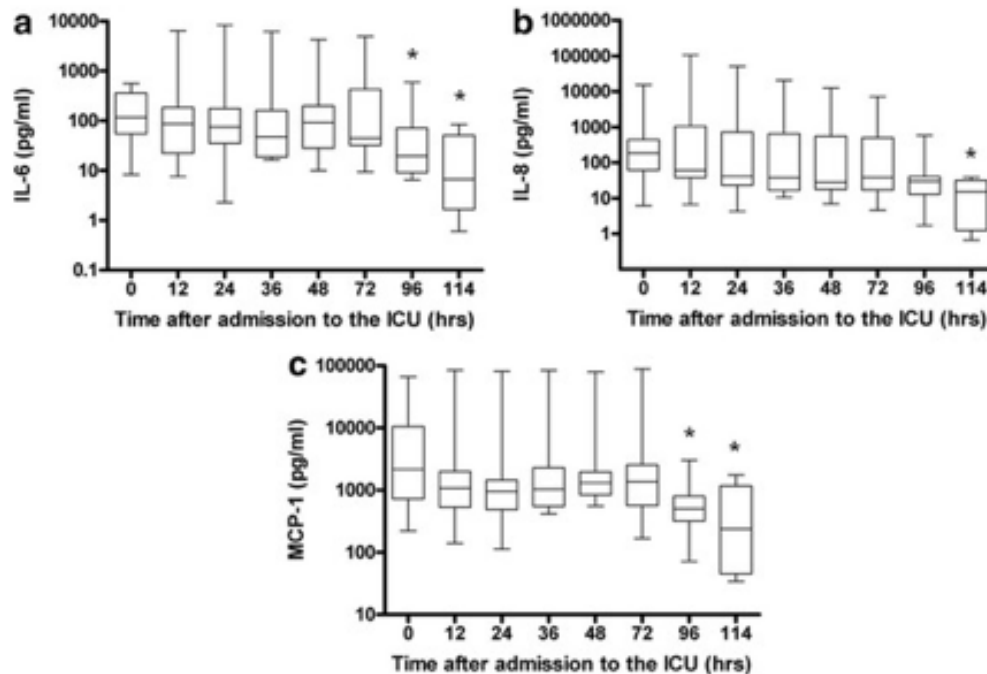 a
IL-6 (pg/ml)
10000
1000
100
10
1
0.1
*
*
0 12 24 36 48 72 96 114
Time after admission to the ICU (hrs)
b
IL-8 (pg/ml)
1000000
100000
10000
1000
100
10
1
*
0 12 24 36 48 72 96 114
Time after admission to the ICU (hrs)
c
MCP-1 (pg/ml)
100000
10000
1000
100
10
*
*
0 12 24 36 48 72 96 114
Time after admission to the ICU (hrs)